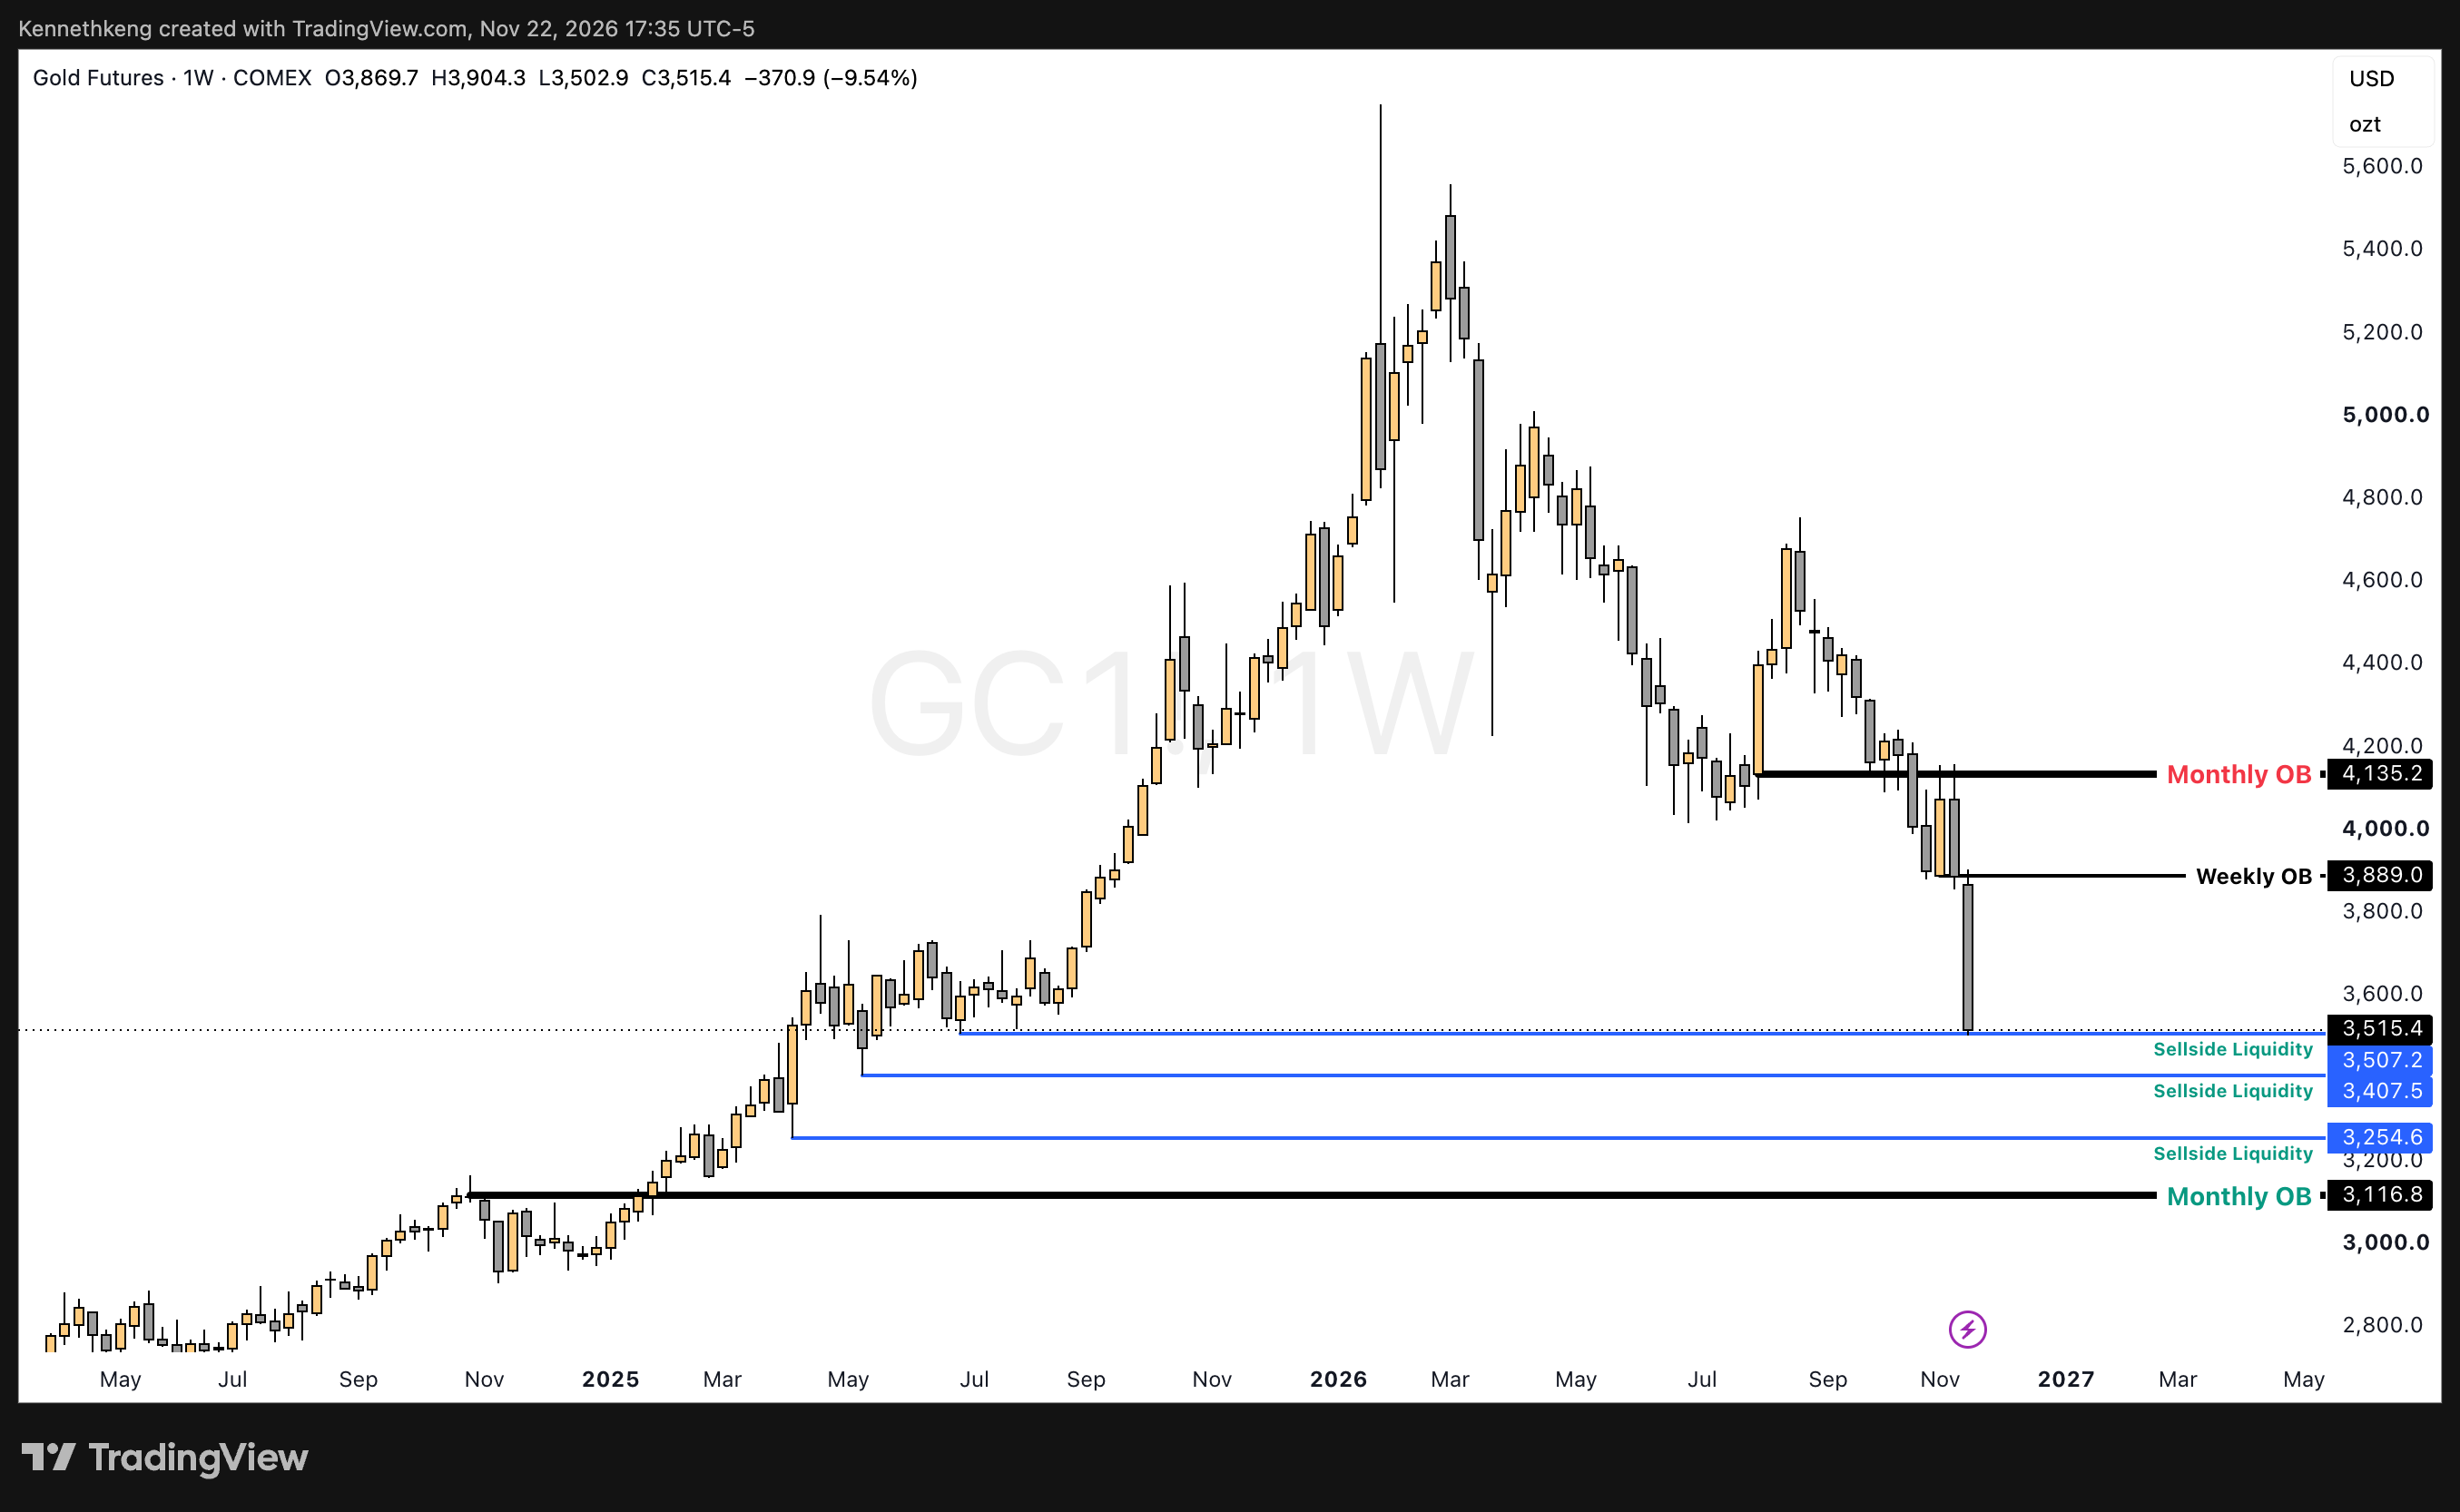 Kennethkeng created with TradingView.com, Nov 22, 2026 17:35 UTC-5
Gold Futures · 1W · COMEX O3,869.7 H3,904.3 L3,502.9 C3,515.4 −370.9 (−9.54%)
USD
ozt
5,600.0
5,400.0
5,200.0
5,000.0
4,800.0
4,600.0
4,400.0
GC1!, 1W
4,200.0
Monthly OB 4,135.2
4,000.0
Weekly OB 3,889.0
3,800.0
3,600.0
3,515.4
Sellside Liquidity 3,507.2
Sellside Liquidity 3,407.5
3,254.6
Sellside Liquidity 3,200.0
Monthly OB 3,116.8
3,000.0
2,800.0
May Jul Sep Nov 2025 Mar May Jul Sep Nov 2026 Mar May Jul Sep Nov 2027 Mar May
TradingView